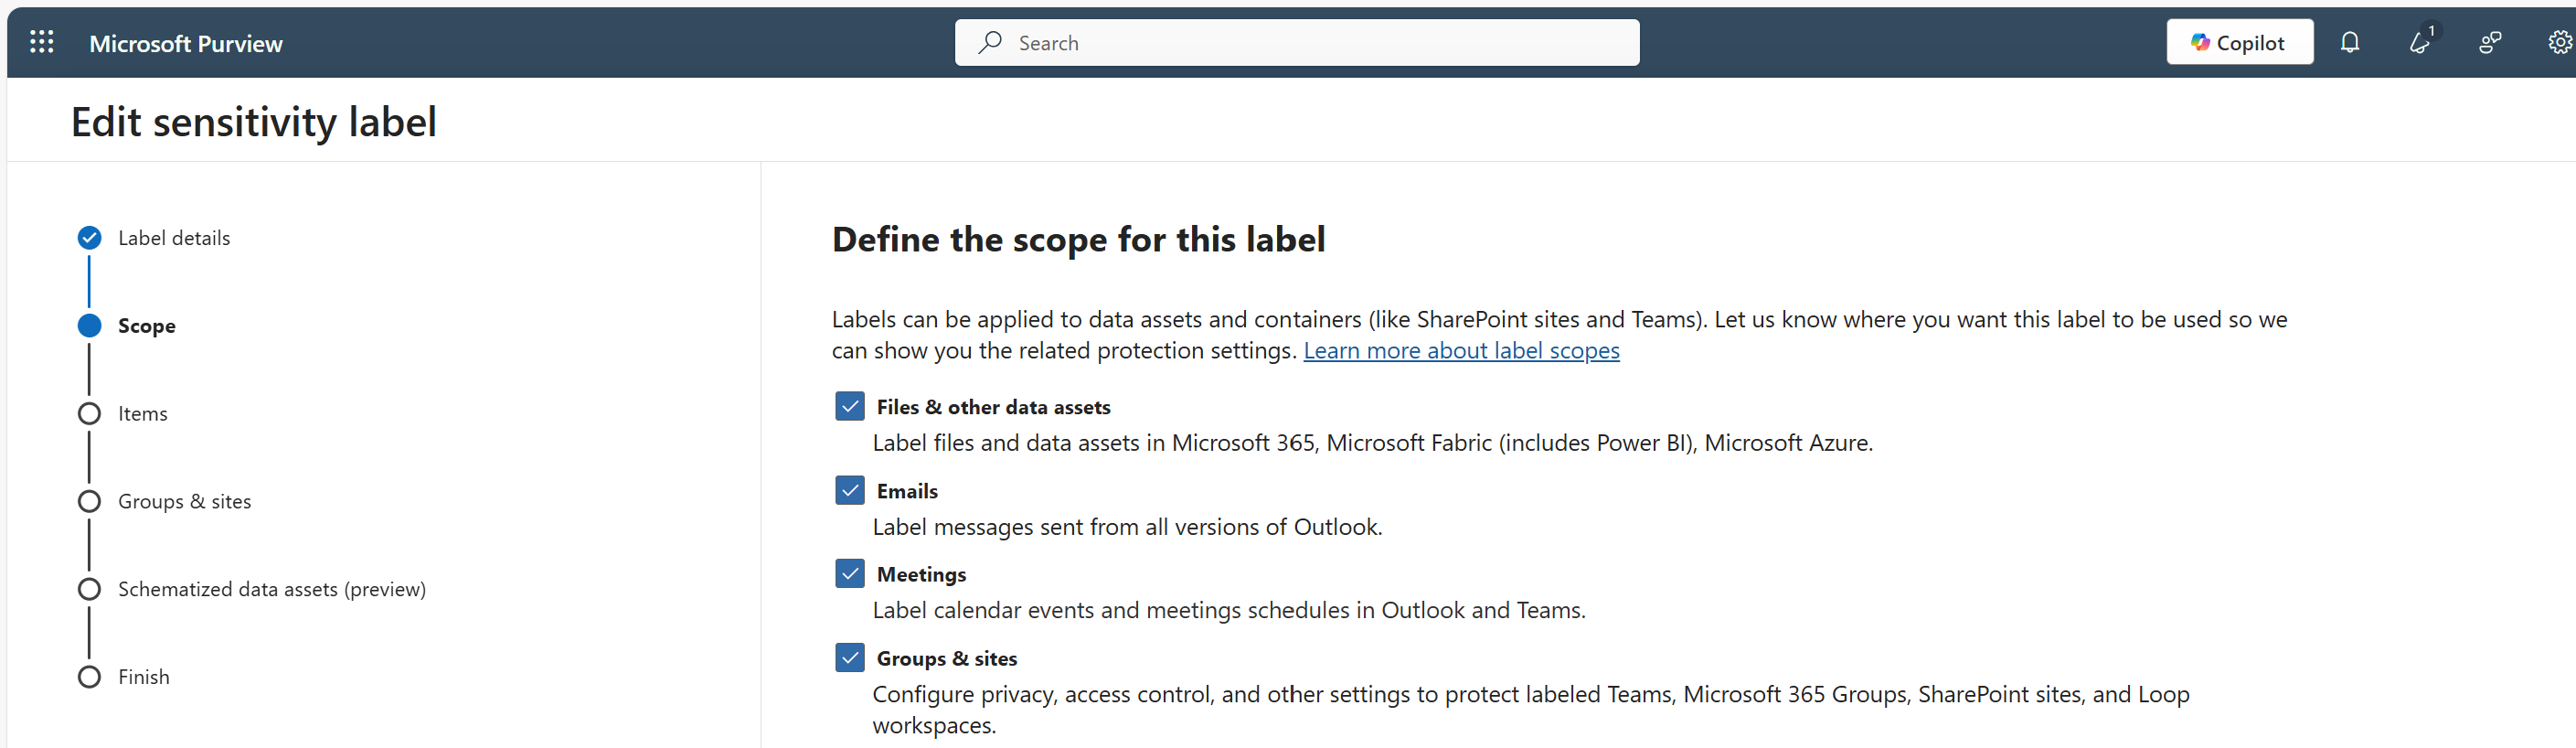 Microsoft Purview
Search
Copilot
1
Edit sensitivity label
Label details
Scope
Items
Groups & sites
Schematized data assets (preview)
Finish
Define the scope for this label
Labels can be applied to data assets and containers (like SharePoint sites and Teams). Let us know where you want this label to be used so we
can show you the related protection settings. Learn more about label scopes
Files & other data assets
Label files and data assets in Microsoft 365, Microsoft Fabric (includes Power BI), Microsoft Azure.
Emails
Label messages sent from all versions of Outlook.
Meetings
Label calendar events and meetings schedules in Outlook and Teams.
Groups & sites
Configure privacy, access control, and other settings to protect labeled Teams, Microsoft 365 Groups, SharePoint sites, and Loop
workspaces.